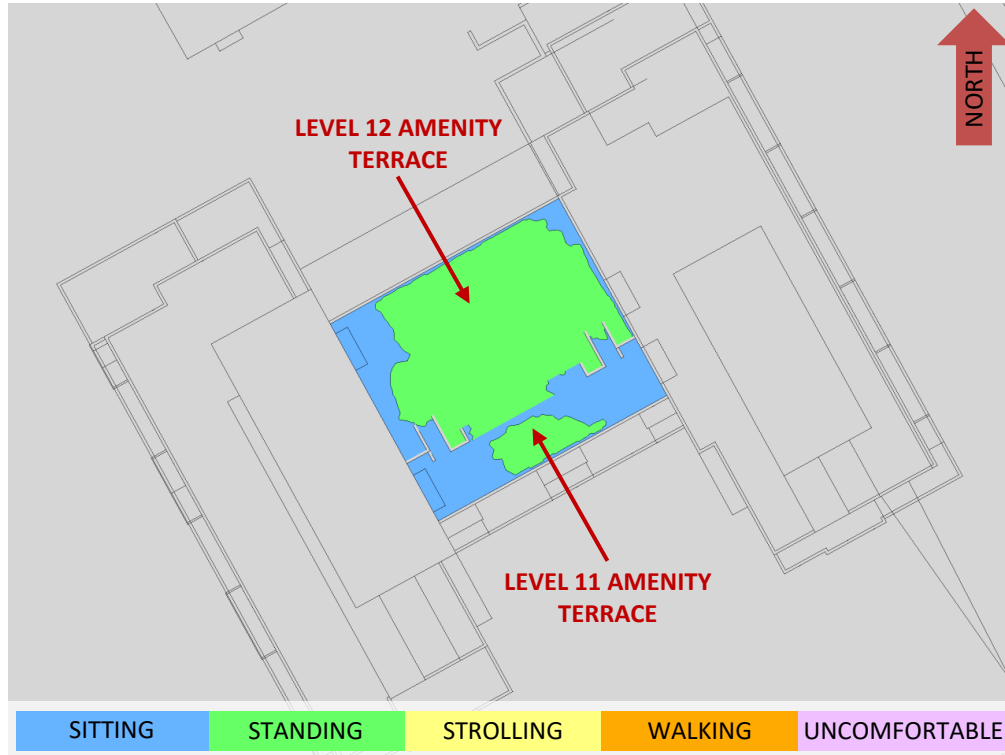 NORTH
LEVEL 12 AMENITY
TERRACE
LEVEL 11 AMENITY
TERRACE
SITTING
STANDING
STROLLING
WALKING
UNCOMFORTABLE